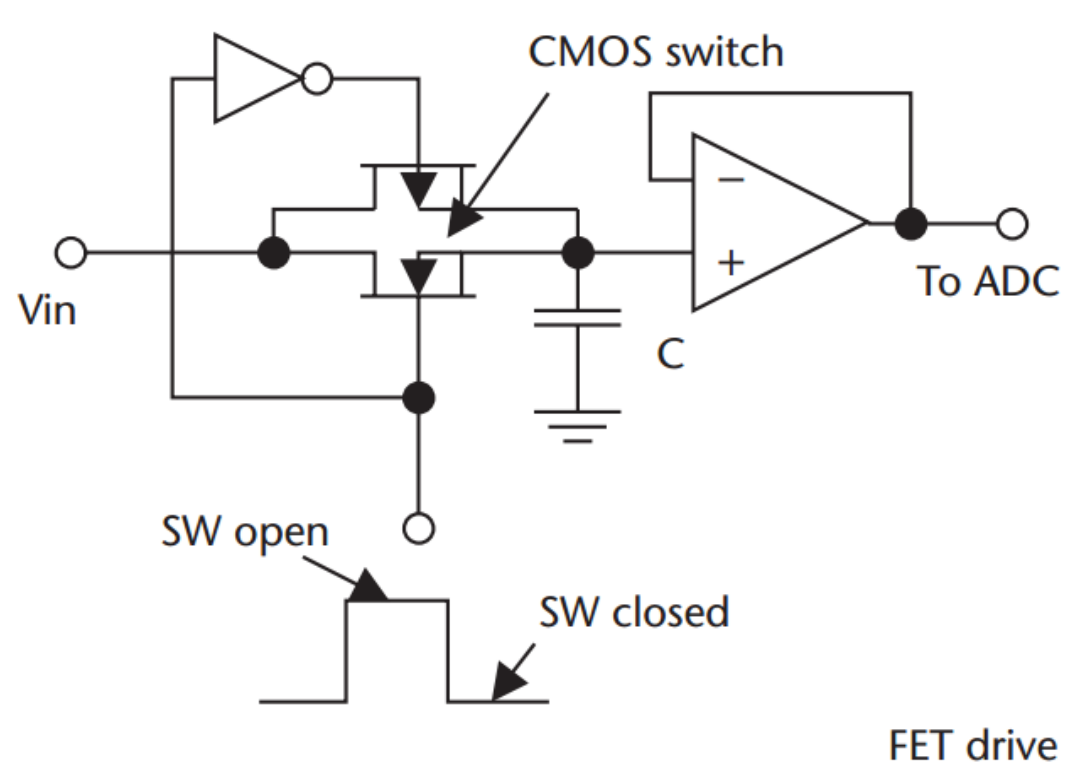 CMOS switch
−
+
To ADC
Vin
C
SW open
SW closed
FET drive